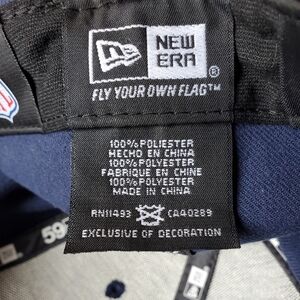 NEW
ERA®
FLY YOUR OWN FLAG™
100% POLIESTER
HECHO EN CHINA
100% POLYESTER
FABRIQUE EN CHINE
100% POLYESTER
MADE IN CHINA
RN11493 CA40289
EXCLUSIVE OF DECORATION
59